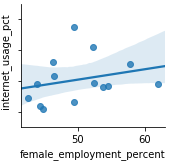 internet_usage_pct
50
60
female_employment_percent